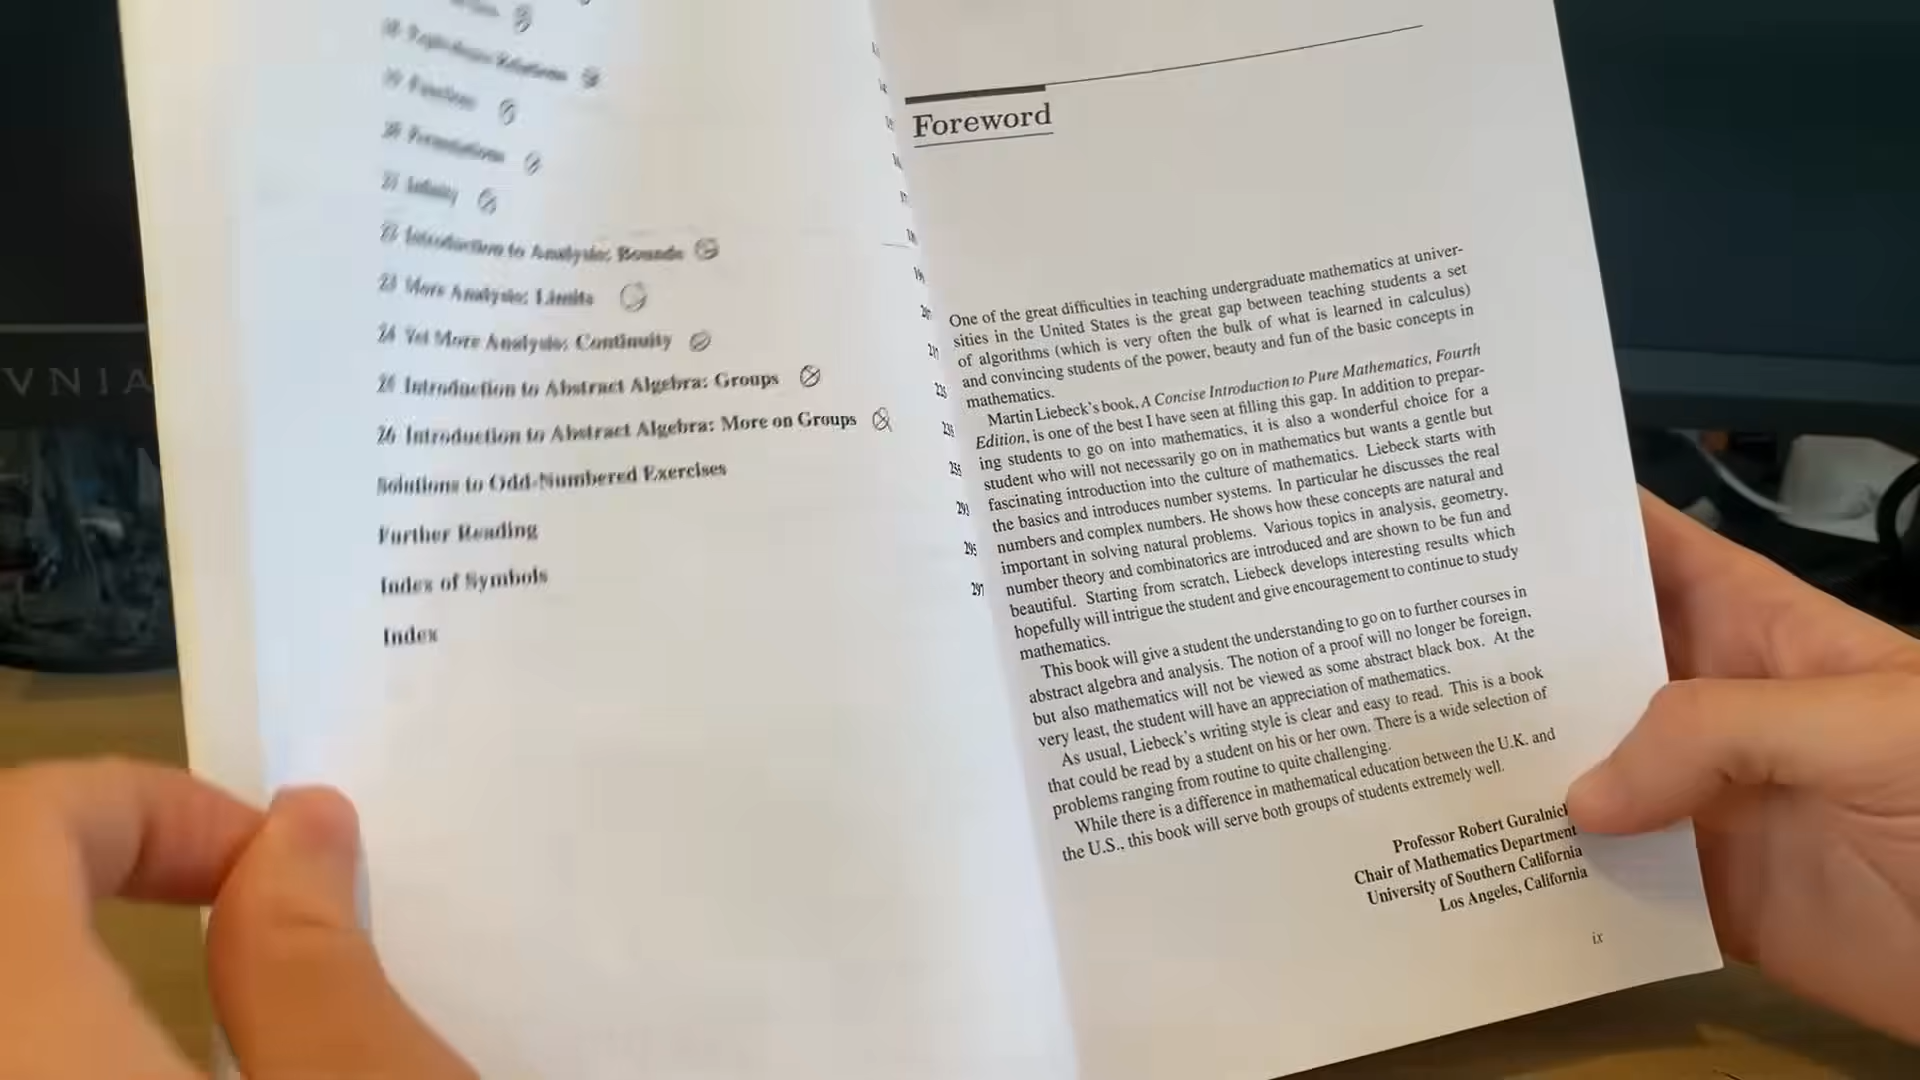 19 Functions
20 Permutations
21 Infinity
22 Introduction to Analysis: Bounds
23 More Analysis: Limits
24 Yet More Analysis: Continuity
25 Introduction to Abstract Algebra: Groups
26 Introduction to Abstract Algebra: More on Groups
Solutions to Odd-Numbered Exercises
Further Reading
Index of Symbols
Index
235
255
293
295
297
Foreword
One of the great difficulties in teaching undergraduate mathematics at univer-
sities in the United States is the great gap between teaching students a set
of algorithms (which is very often the bulk of what is learned in calculus)
and convincing students of the power, beauty and fun of the basic concepts in
mathematics.
Martin Liebeck's book, A Concise Introduction to Pure Mathematics, Fourth
Edition, is one of the best I have seen at filling this gap. In addition to prepar-
ing students to go on into mathematics, it is also a wonderful choice for a
student who will not necessarily go on in mathematics but wants a gentle but
fascinating introduction into the culture of mathematics. Liebeck starts with
the basics and introduces number systems. In particular he discusses the real
numbers and complex numbers. He shows how these concepts are natural and
important in solving natural problems. Various topics in analysis, geometry,
number theory and combinatorics are introduced and are shown to be fun and
beautiful. Starting from scratch, Liebeck develops interesting results which
hopefully will intrigue the student and give encouragement to continue to study
mathematics.
This book will give a student the understanding to go on to further courses in
abstract algebra and analysis. The notion of a proof will no longer be foreign,
but also mathematics will not be viewed as some abstract black box. At the
very least, the student will have an appreciation of mathematics.
As usual, Liebeck's writing style is clear and easy to read. This is a book
that could be read by a student on his or her own. There is a wide selection of
problems ranging from routine to quite challenging.
While there is a difference in mathematical education between the U.K. and
the U.S., this book will serve both groups of students extremely well.
Professor Robert Guralnick
Chair of Mathematics Department
University of Southern California
Los Angeles, California
ix